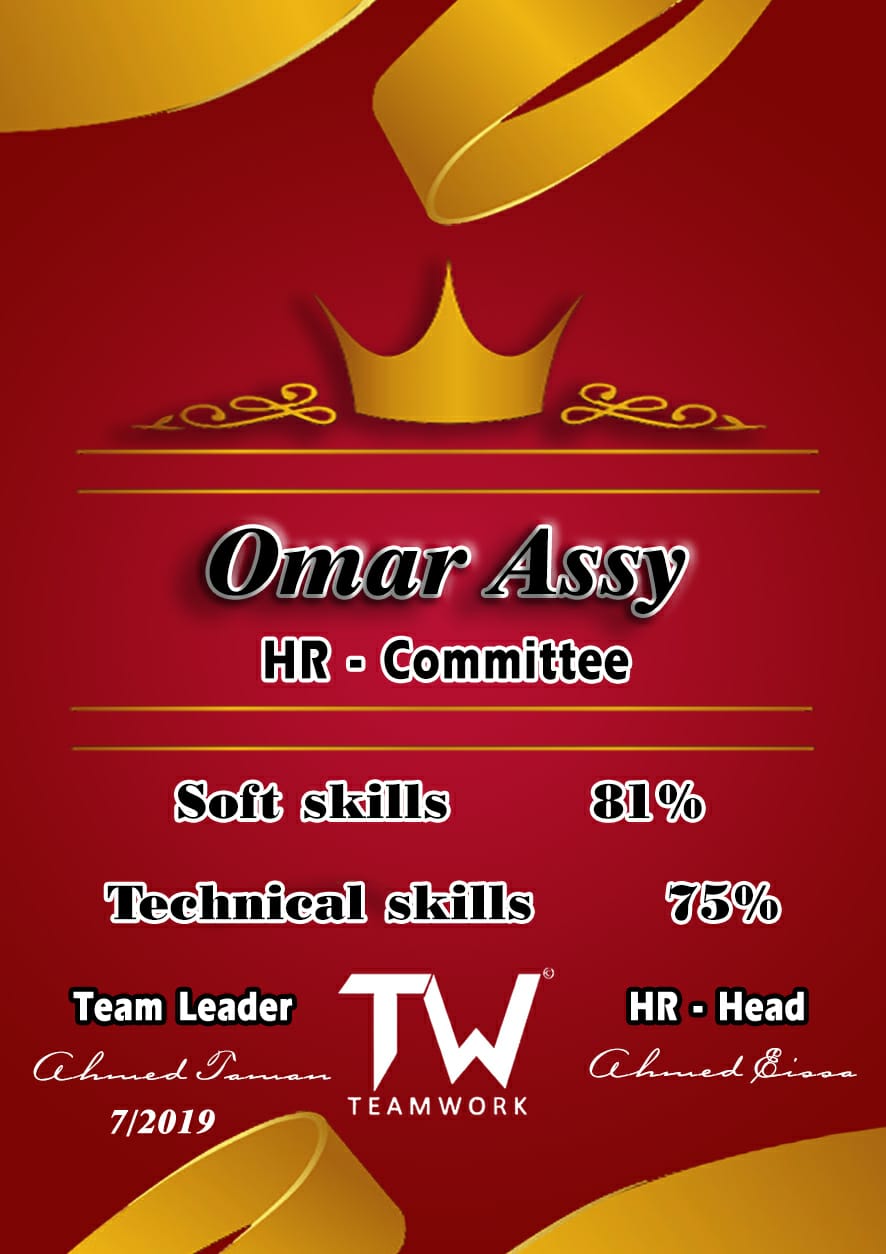 Omar Assy
HR - Committee
Soft skills 81%
Technical skills 75%
Team Leader
Ahmed Taman
7/2019
TW©
TEAMWORK
HR - Head
Ahmed Eissa